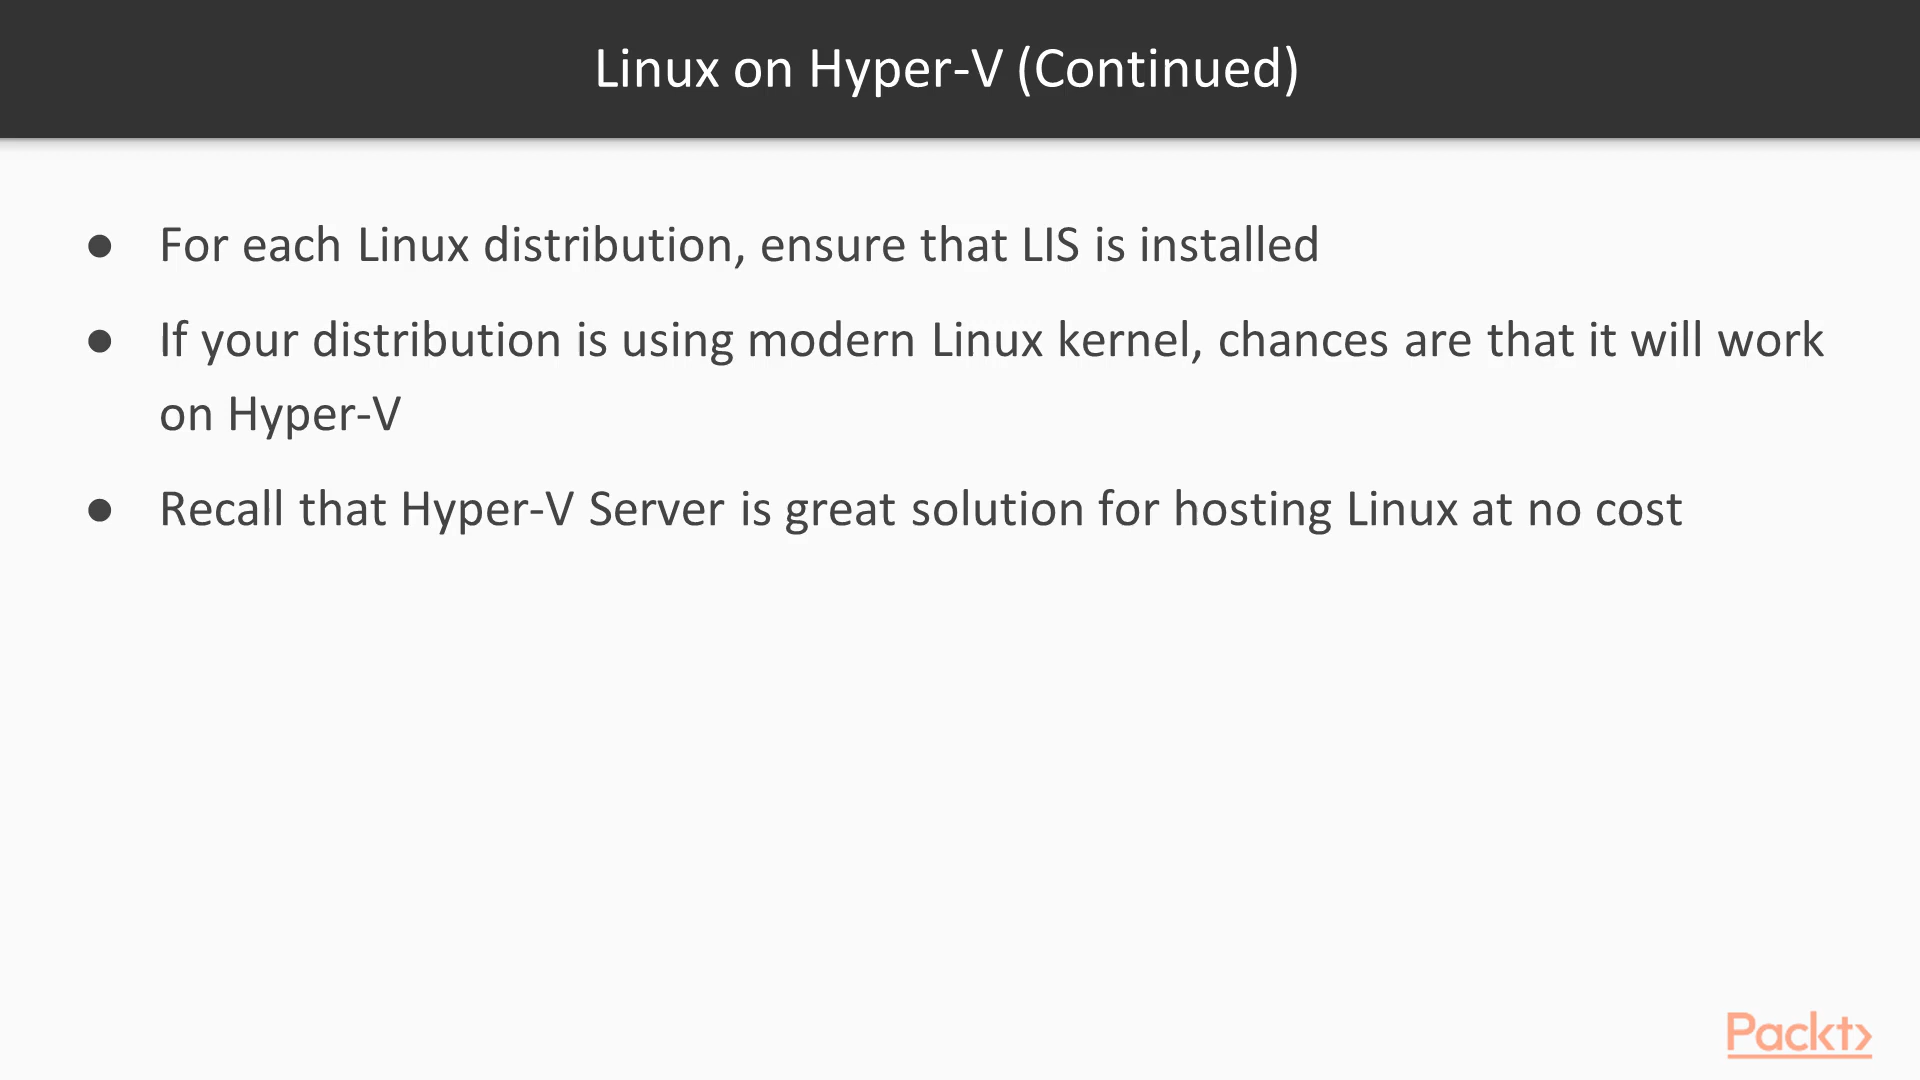 Linux on Hyper-V (Continued)
● For each Linux distribution, ensure that LIS is installed
● If your distribution is using modern Linux kernel, chances are that it will work
on Hyper-V
● Recall that Hyper-V Server is great solution for hosting Linux at no cost
Packt>